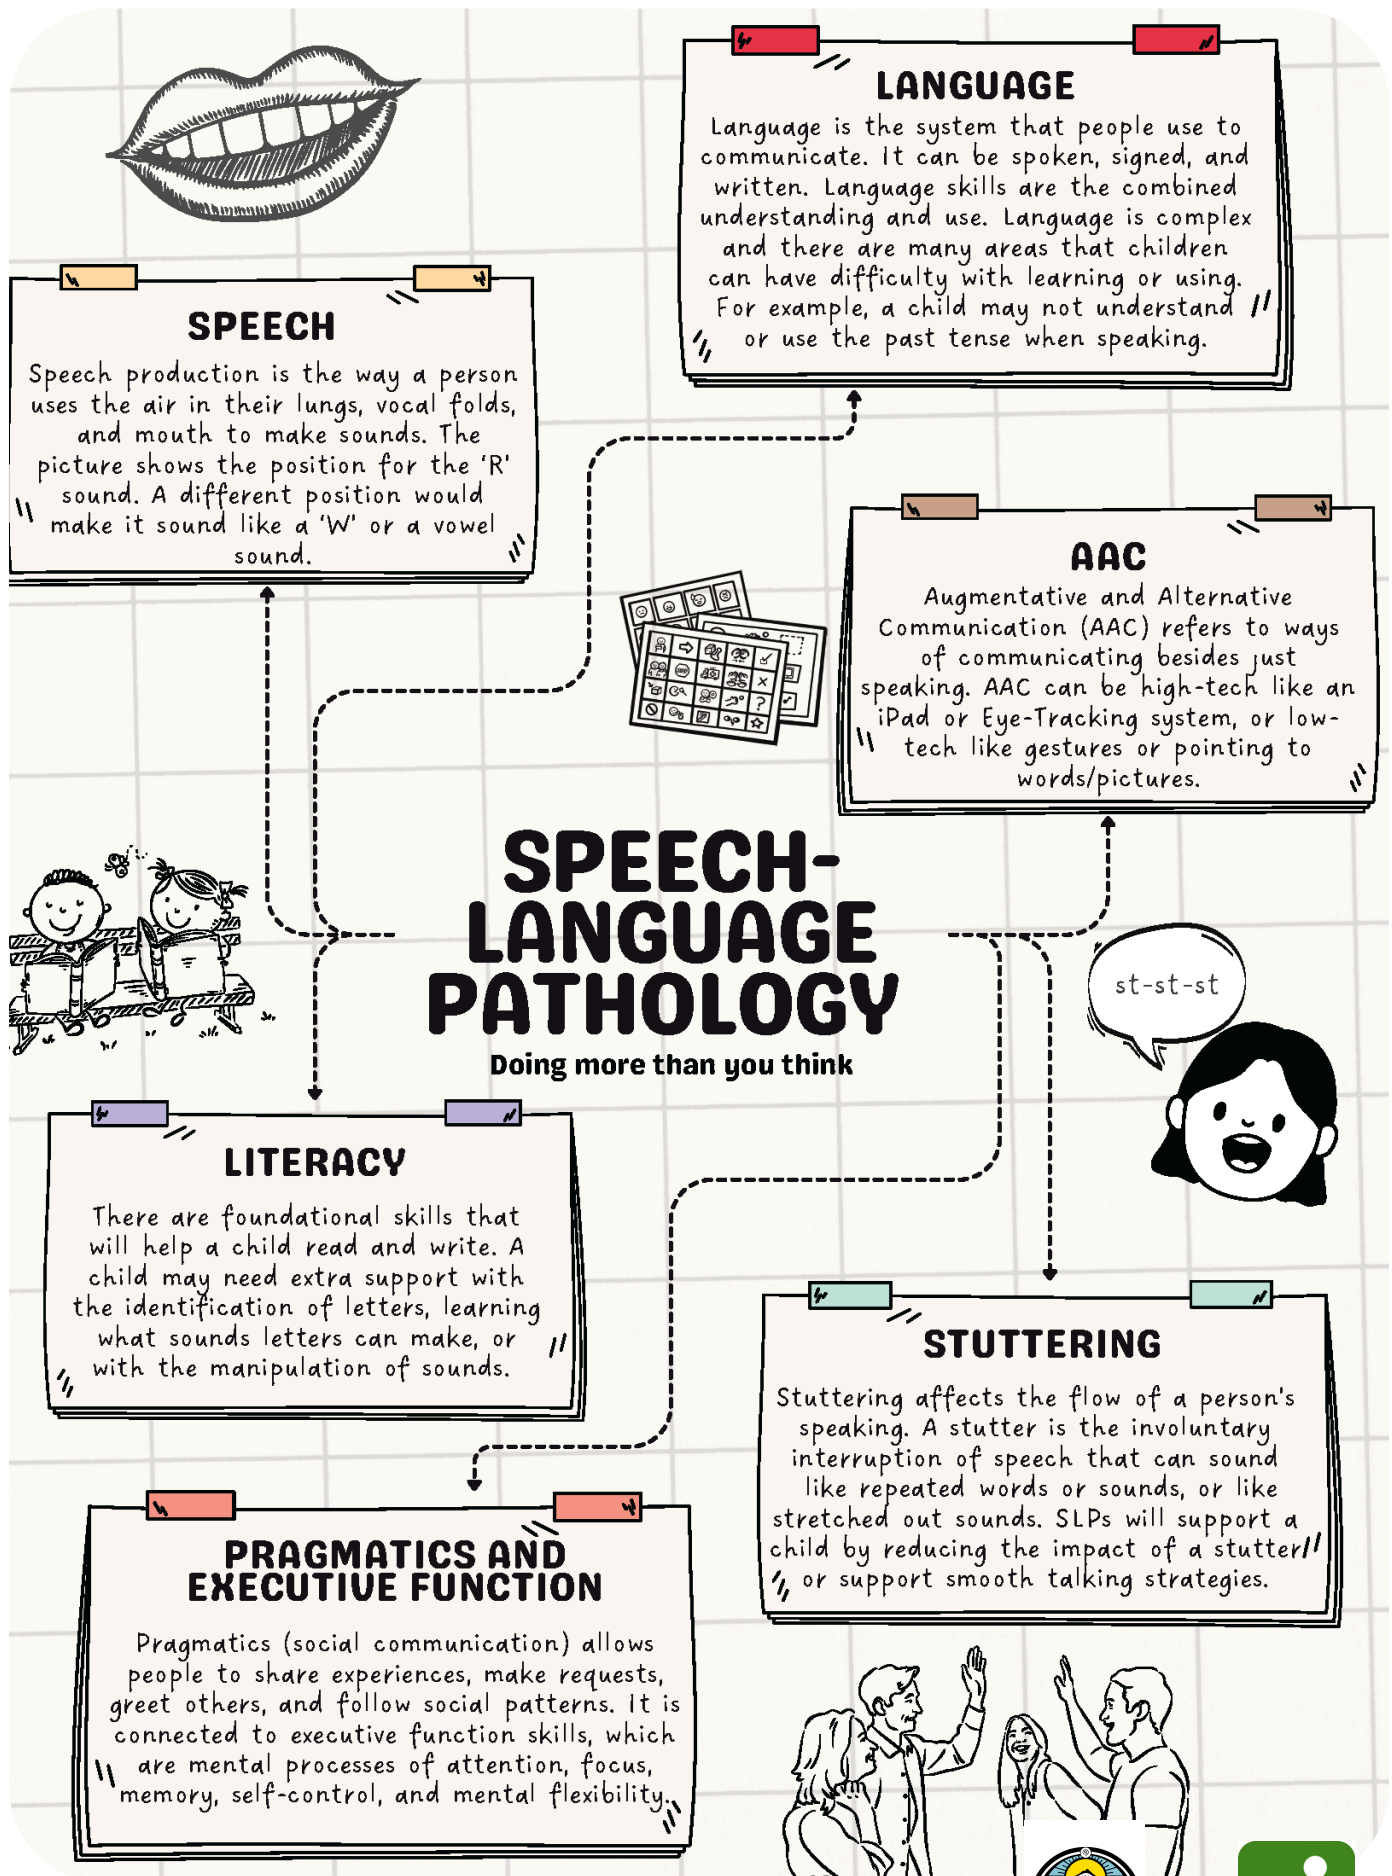 LANGUAGE
Language is the system that people use to
communicate. It can be spoken, signed, and
written. Language skills are the combined
understanding and use. Language is complex
and there are many areas that children
can have difficulty with learning or using.
For example, a child may not understand
or use the past tense when speaking.
SPEECH
Speech production is the way a person
uses the air in their lungs, vocal folds,
and mouth to make sounds. The
picture shows the position for the 'R'
sound. A different position would
make it sound like a 'W' or a vowel
sound.
AAC
Augmentative and Alternative
Communication (AAC) refers to ways
of communicating besides just
speaking. AAC can be high-tech like an
iPad or Eye-Tracking system, or low-
tech like gestures or pointing to
words/pictures.
SPEECH-
LANGUAGE
PATHOLOGY
Doing more than you think
st-st-st
LITERACY
There are foundational skills that
will help a child read and write. A
child may need extra support with
the identification of letters, learning
what sounds letters can make, or
with the manipulation of sounds.
STUTTERING
Stuttering affects the flow of a person's
speaking. A stutter is the involuntary
interruption of speech that can sound
like repeated words or sounds, or like
stretched out sounds. SLPs will support a
child by reducing the impact of a stutter
or support smooth talking strategies.
PRAGMATICS AND
EXECUTIVE FUNCTION
Pragmatics (social communication) allows
people to share experiences, make requests,
greet others, and follow social patterns. It is
connected to executive function skills, which
are mental processes of attention, focus,
memory, self-control, and mental flexibility.